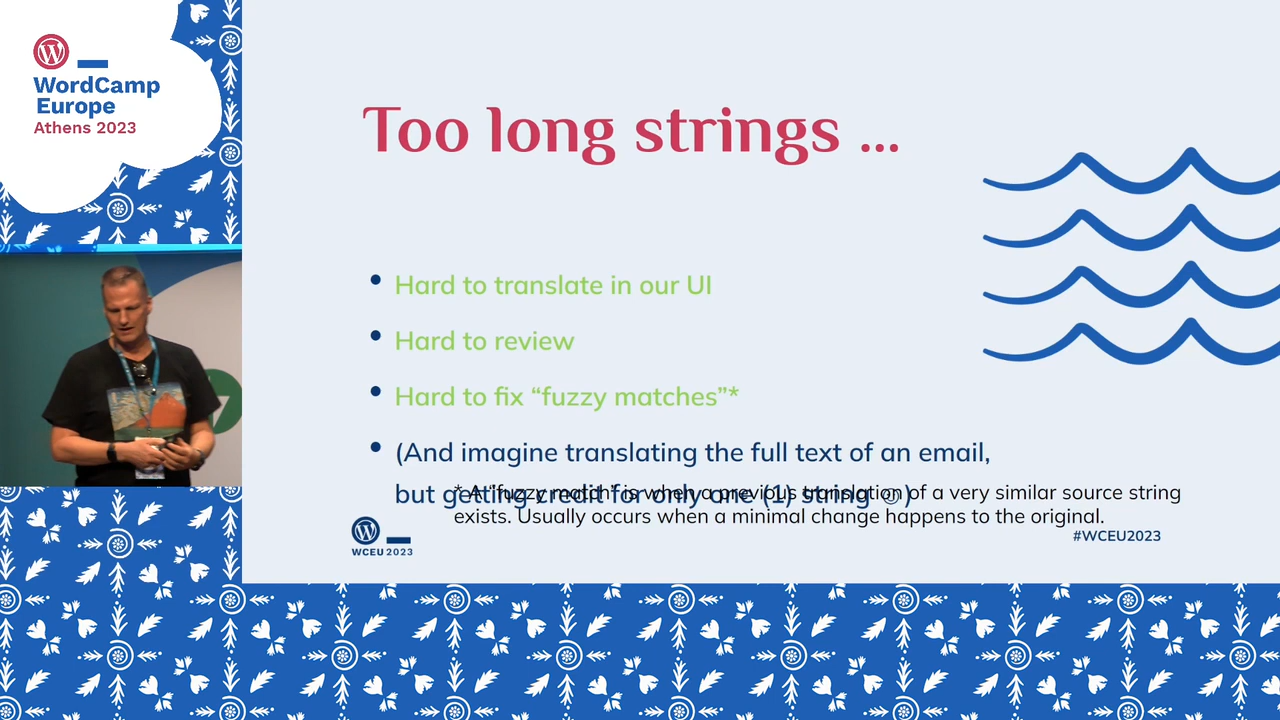 WordCamp
Europe
Athens 2023
Too long strings ...
• Hard to translate in our UI
• Hard to review
• Hard to fix “fuzzy matches”*
• (And imagine translating the full text of an email,
but getting credit for only one (1) string ☺)
* A “fuzzy match” is when a previous translation of a very similar source string
exists. Usually occurs when a minimal change happens to the original.
WCEU 2023
#WCEU2023